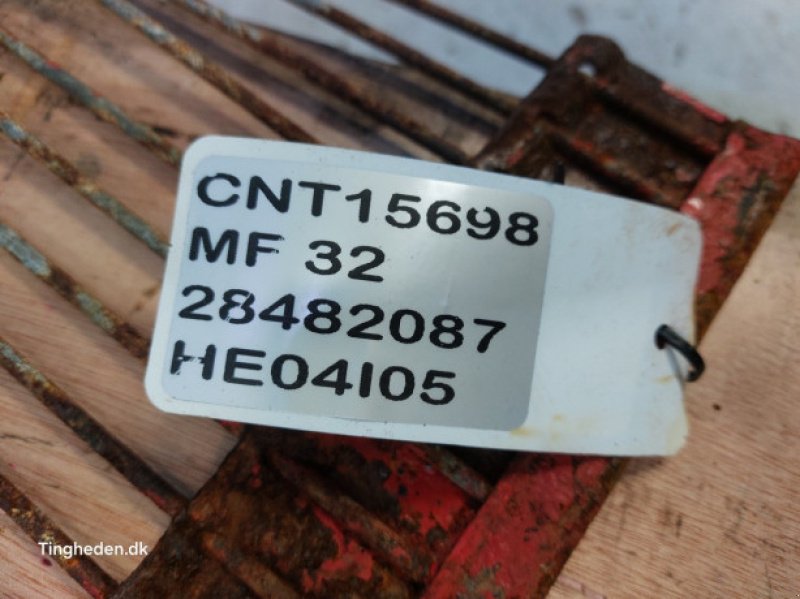 CNT15698
MF 32
28482087
HE04I05
Tingheden.dk